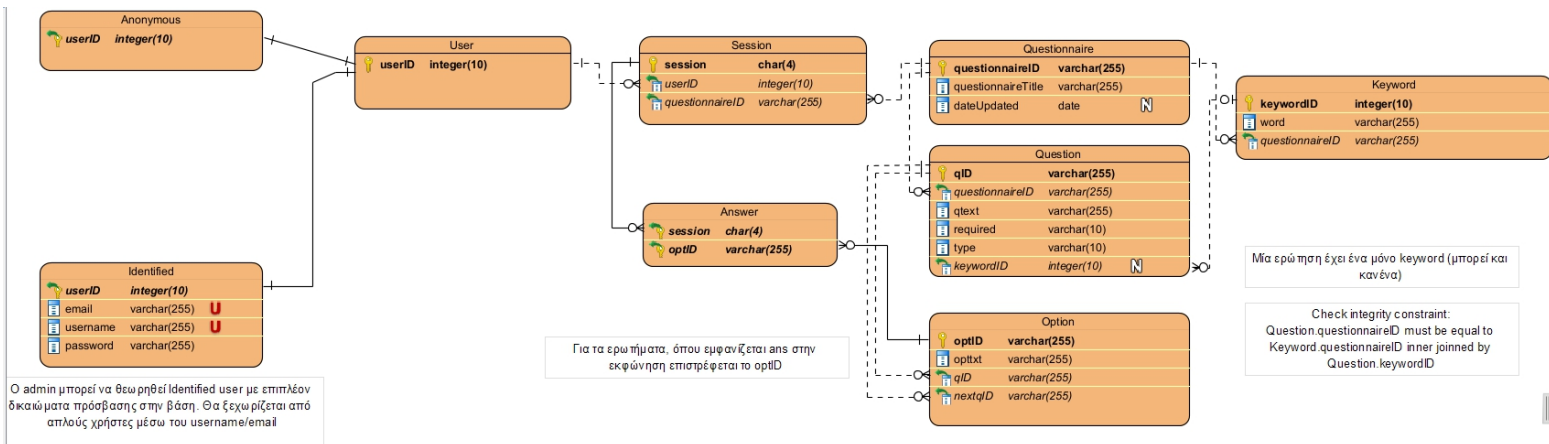 Anonymous
userID integer(10)
User
userID integer(10)
Session
session char(4)
userID integer(10)
questionnaireID varchar(255)
Questionnaire
questionnaireID varchar(255)
questionnaireTitle varchar(255)
dateUpdated date N
Keyword
keywordID integer(10)
word varchar(255)
questionnaireID varchar(255)
Question
qID varchar(255)
questionnaireID varchar(255)
qtext varchar(255)
required varchar(10)
type varchar(10)
keywordID integer(10) N
Answer
session char(4)
optID varchar(255)
Identified
userID integer(10)
email varchar(255) U
username varchar(255) U
password varchar(255)
Option
optID varchar(255)
opttxt varchar(255)
qID varchar(255)
nextqID varchar(255)
Μία ερώτηση έχει ένα μόνο keyword (μπορεί και
κανένα)
Check integrity constraint:
Question.questionnaireID must be equal to
Keyword.questionnaireID inner joinned by
Question.keywordID
Για τα ερωτήματα, όπου εμφανίζεται ans στην
εκφώνηση επιστρέφεται το optID
Ο admin μπορεί να θεωρηθεί Identified user με επιπλέον
δικαιώματα πρόσβασης στην βάση. Θα ξεχωρίζεται από
απλούς χρήστες μέσω του username/email